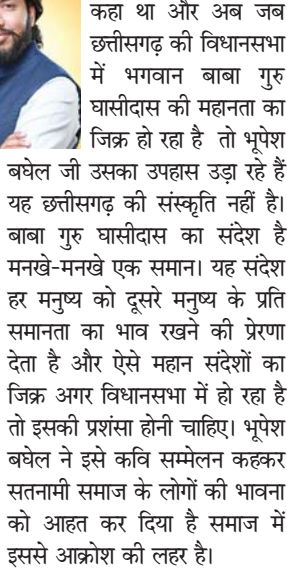 कहा था और अब जब
छत्तीसगढ़ की विधानसभा
में भगवान बाबा गुरु
घासीदास की महानता का
जिक्र हो रहा है तो भूपेश
बघेल जी उसका उपहास उड़ा रहे हैं
यह छत्तीसगढ़ की संस्कृति नहीं है।
बाबा गुरु घासीदास का संदेश है
मनखे-मनखे एक समान। यह संदेश
हर मनुष्य को दूसरे मनुष्य के प्रति
समानता का भाव रखने की प्रेरणा
देता है और ऐसे महान संदेशों का
जिक्र अगर विधानसभा में हो रहा है
तो इसकी प्रशंसा होनी चाहिए। भूपेश
बघेल ने इसे कवि सम्मेलन कहकर
सतनामी समाज के लोगों की भावना
को आहत कर दिया है समाज में
इससे आक्रोश की लहर है।